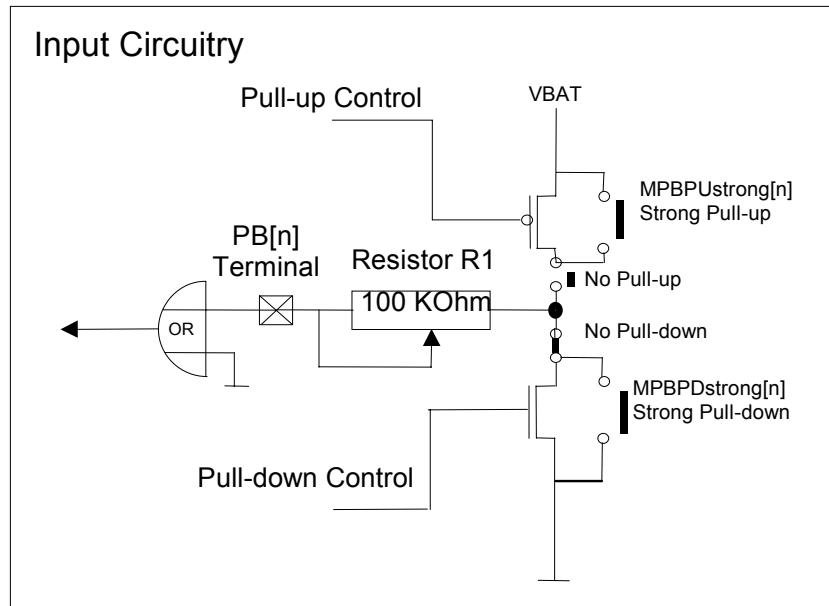 Input Circuitry
Pull-up Control
VBAT
MPBPUstrong[n]
Strong Pull-up
PB[n]
Terminal
Resistor R1
100 KOhm
No Pull-up
OR
No Pull-down
MPBPDstrong[n]
Strong Pull-down
Pull-down Control